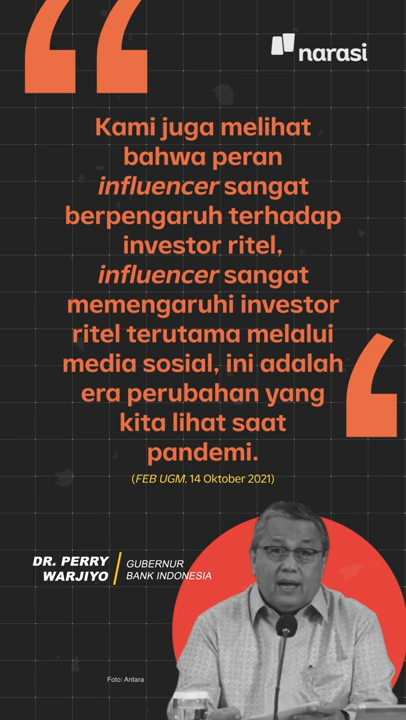 narasi
Kami juga melihat
bahwa peran
influencer sangat
berpengaruh terhadap
investor ritel,
influencer sangat
memengaruhi investor
ritel terutama melalui
media sosial, ini adalah
era perubahan yang
kita lihat saat
pandemi.
(FEB UGM, 14 Oktober 2021)
DR. PERRY
WARJIYO
GUBERNUR
BANK INDONESIA
Foto: Antara